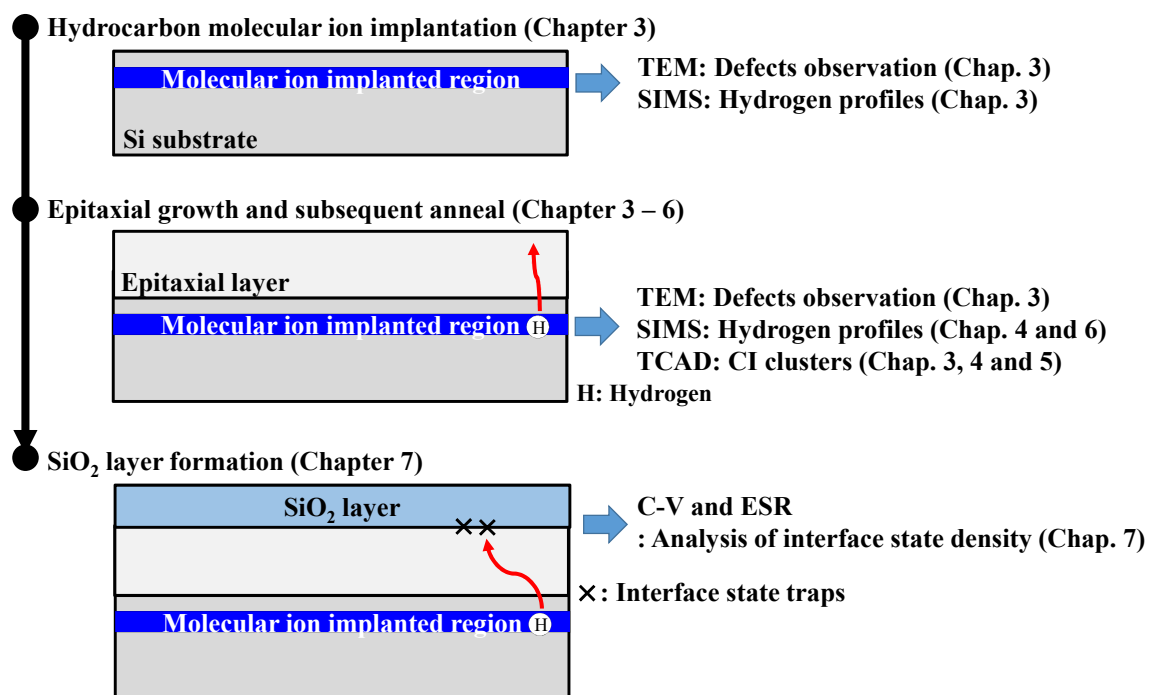 Hydrocarbon molecular ion implantation (Chapter 3)
Molecular ion implanted region
Si substrate
TEM: Defects observation (Chap. 3)
SIMS: Hydrogen profiles (Chap. 3)
Epitaxial growth and subsequent anneal (Chapter 3 – 6)
Epitaxial layer
Molecular ion implanted region H
TEM: Defects observation (Chap. 3)
SIMS: Hydrogen profiles (Chap. 4 and 6)
TCAD: CI clusters (Chap. 3, 4 and 5)
H: Hydrogen
SiO₂ layer formation (Chapter 7)
SiO₂ layer
C-V and ESR
: Analysis of interface state density (Chap. 7)
×: Interface state traps
Molecular ion implanted region H